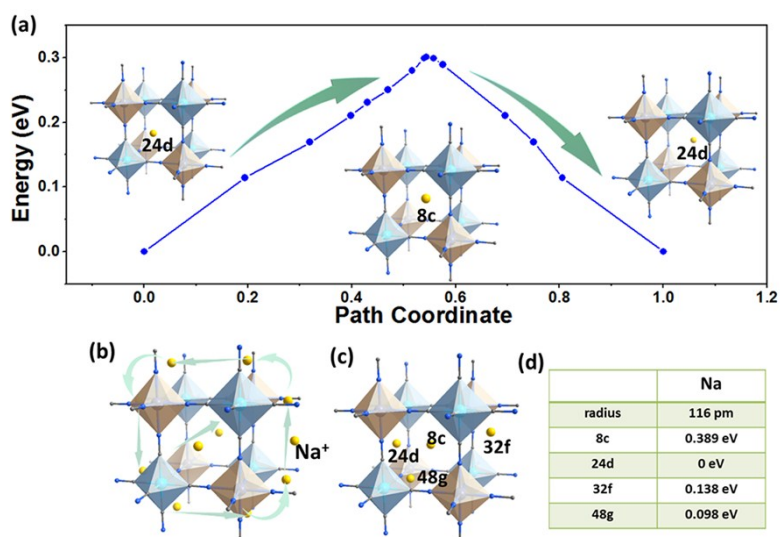 (a)
Energy (eV)
0.3
0.2
0.1
0.0
24d
8c
24d
0.0 0.2 0.4 0.6 0.8 1.0 1.2
Path Coordinate
(b)
Na+
(c)
24d
8c
32f
48g
(d)
Na
radius 116 pm
8c 0.389 eV
24d 0 eV
32f 0.138 eV
48g 0.098 eV